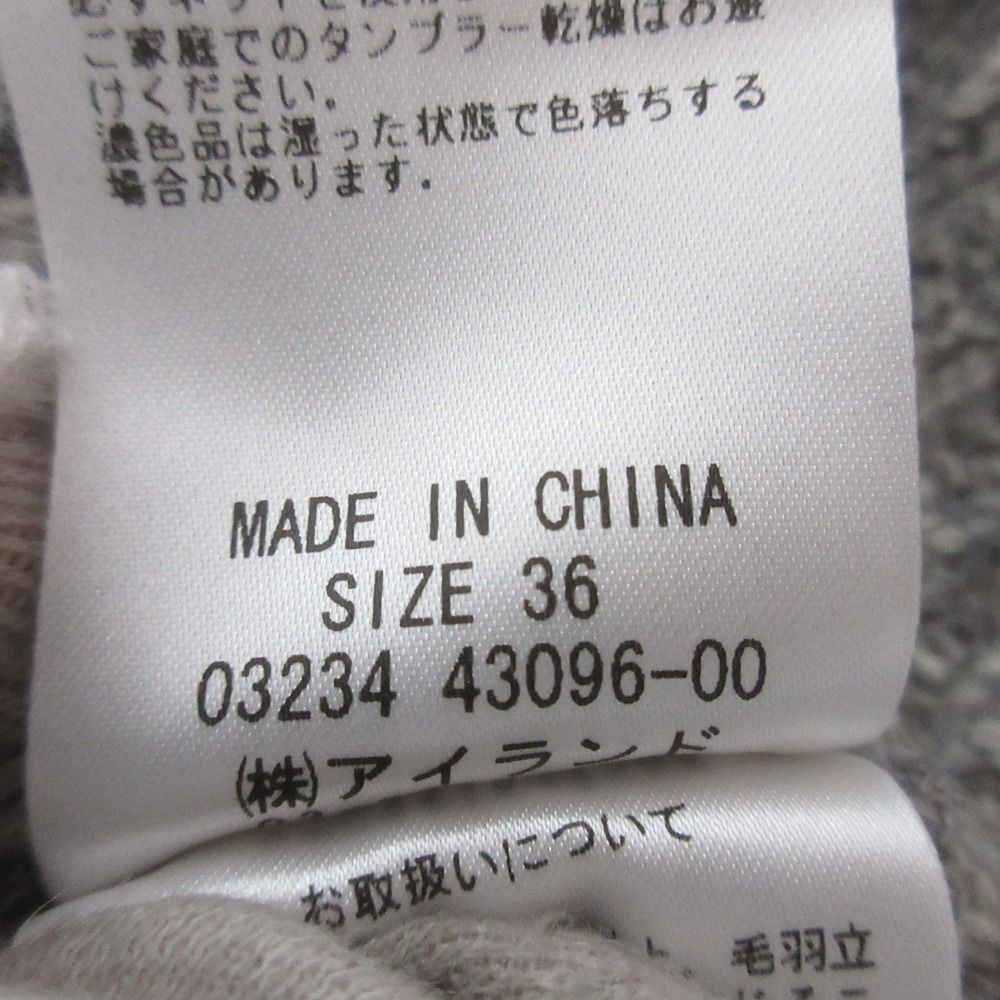 ご家庭でのタンブラー乾燥はお避
けください.
濃色品は湿った状態で色落ちする
場合があります.
MADE IN CHINA
SIZE 36
03234 43096-00
(株)アイランド
お取扱いについて
毛羽立